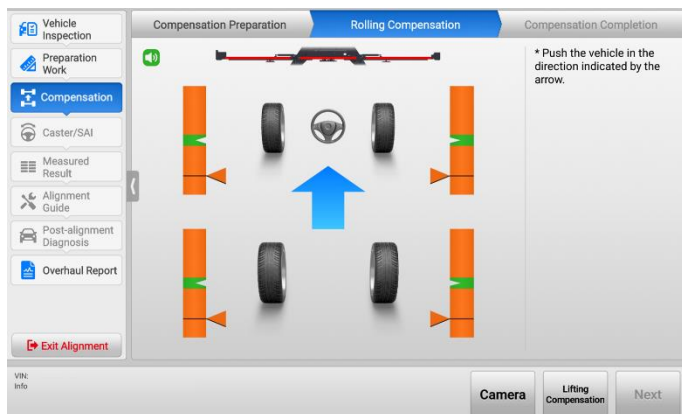 Vehicle
Inspection
Preparation
Work
Compensation
Caster/SAI
Measured
Result
Alignment
Guide
Post-alignment
Diagnosis
Overhaul Report
Exit Alignment
Compensation Preparation
Rolling Compensation
Compensation Completion
* Push the vehicle in the
direction indicated by the
arrow.
VIN:
Info
Camera
Lifting
Compensation
Next